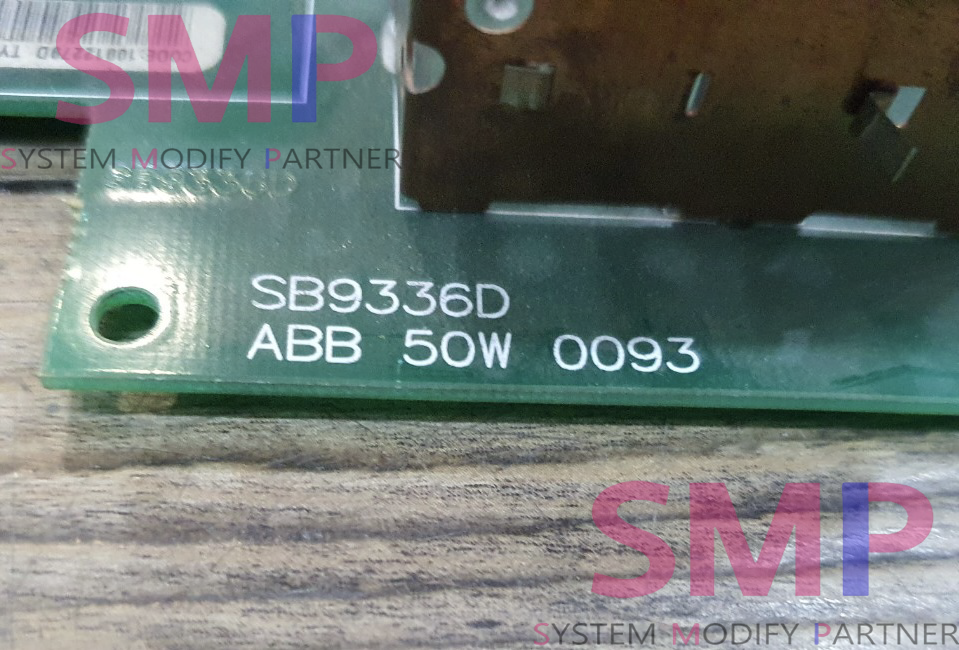 SMP
SYSTEM MODIFY PARTNER
SB9336D
ABB 50W 0093
SMP
SYSTEM MODIFY PARTNER